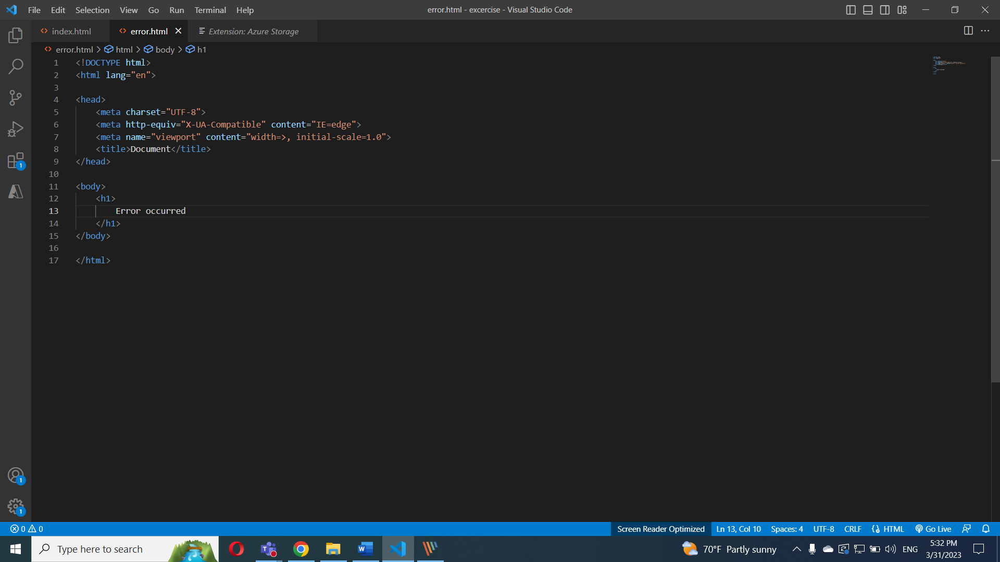 File Edit Selection View Go Run Terminal Help error.html - excercise - Visual Studio Code
index.html error.html Extension: Azure Storage
error.html > html > body > h1
1 <!DOCTYPE html>
2 <html lang="en">
3
4 <head>
5 <meta charset="UTF-8">
6 <meta http-equiv="X-UA-Compatible" content="IE=edge">
7 <meta name="viewport" content="width=>, initial-scale=1.0">
8 <title>Document</title>
9 </head>
10
11 <body>
12 <h1>
13 Error occurred
14 </h1>
15 </body>
16
17 </html>
1
1
1
0 0 Screen Reader Optimized Ln 13, Col 10 Spaces: 4 UTF-8 CRLF HTML Go Live
Type here to search 70°F Partly sunny ENG 5:32 PM
3/31/2023